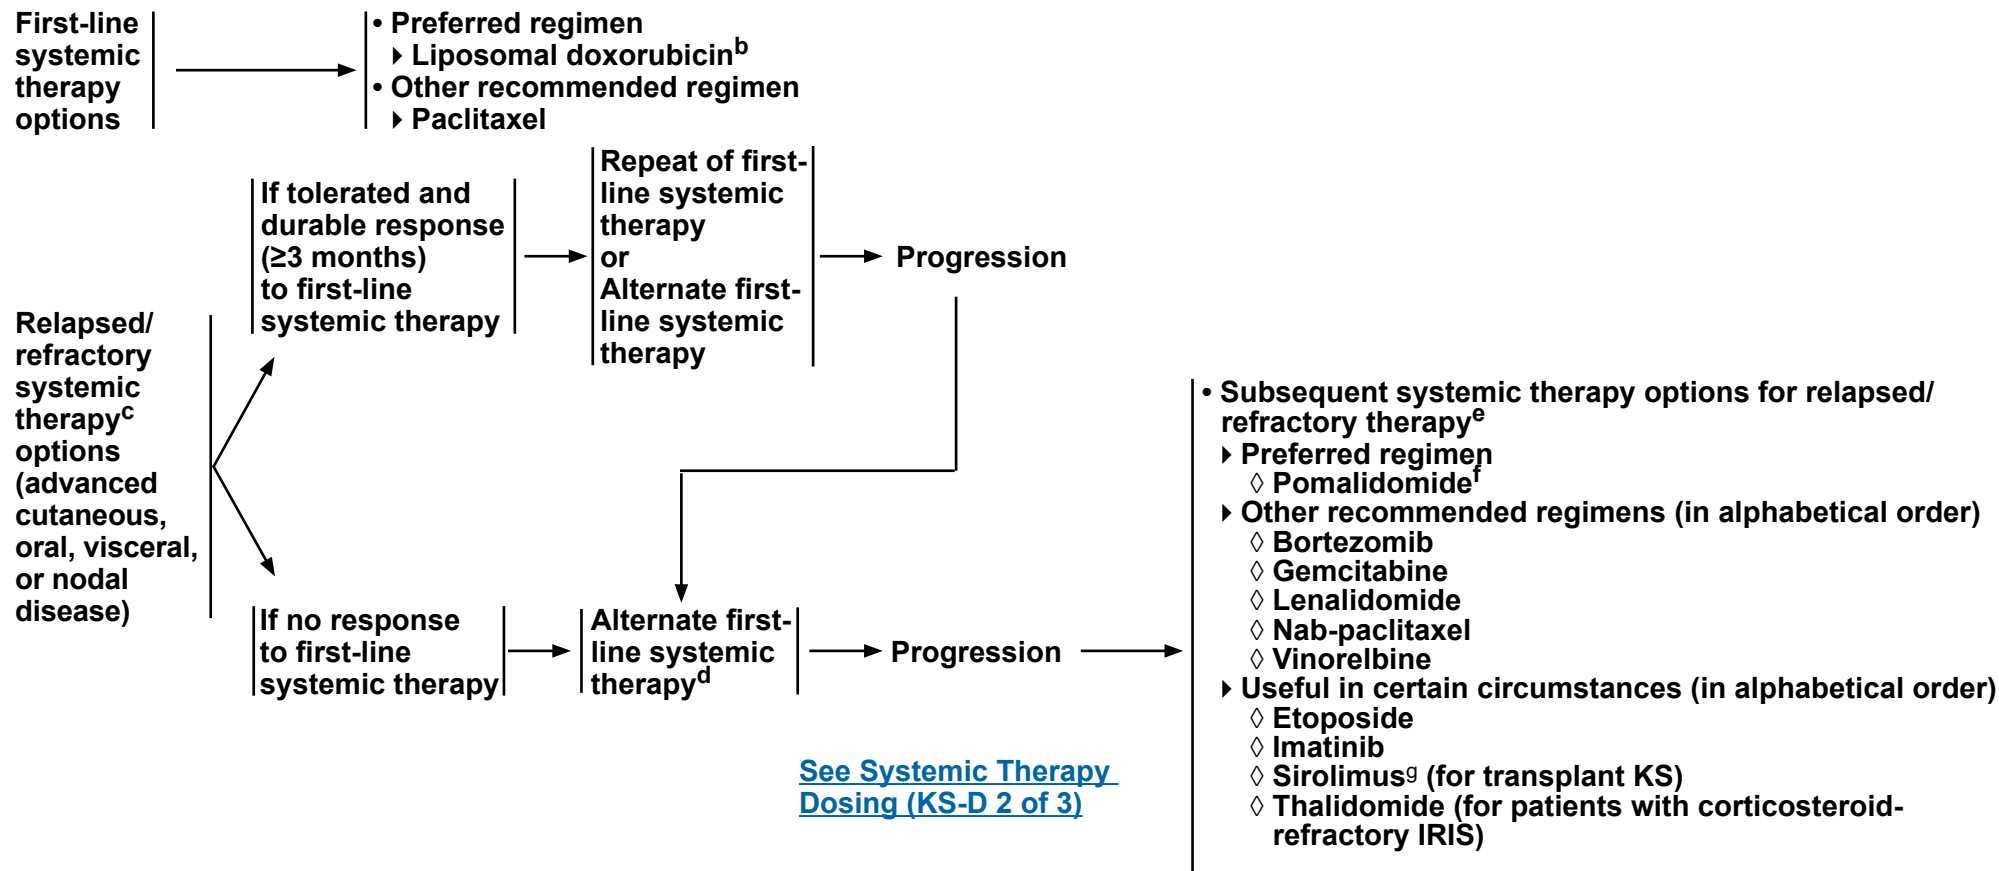 First-line
systemic
therapy
options
• Preferred regimen
▸ Liposomal doxorubicinᵇ
• Other recommended regimen
▸ Paclitaxel
Relapsed/
refractory
systemic
therapyᶜ
options
(advanced
cutaneous,
oral, visceral,
or nodal
disease)
If tolerated and
durable response
(≥3 months)
to first-line
systemic therapy
Repeat of first-
line systemic
therapy
or
Alternate first-
line systemic
therapy
Progression
If no response
to first-line
systemic therapy
Alternate first-
line systemic
therapyᵈ
Progression
• Subsequent systemic therapy options for relapsed/
refractory therapyᵉ
▸ Preferred regimen
◊ Pomalidomideᶠ
▸ Other recommended regimens (in alphabetical order)
◊ Bortezomib
◊ Gemcitabine
◊ Lenalidomide
◊ Nab-paclitaxel
◊ Vinorelbine
▸ Useful in certain circumstances (in alphabetical order)
◊ Etoposide
◊ Imatinib
◊ Sirolimusᵍ (for transplant KS)
◊ Thalidomide (for patients with corticosteroid-
refractory IRIS)
See Systemic Therapy
Dosing (KS-D 2 of 3)